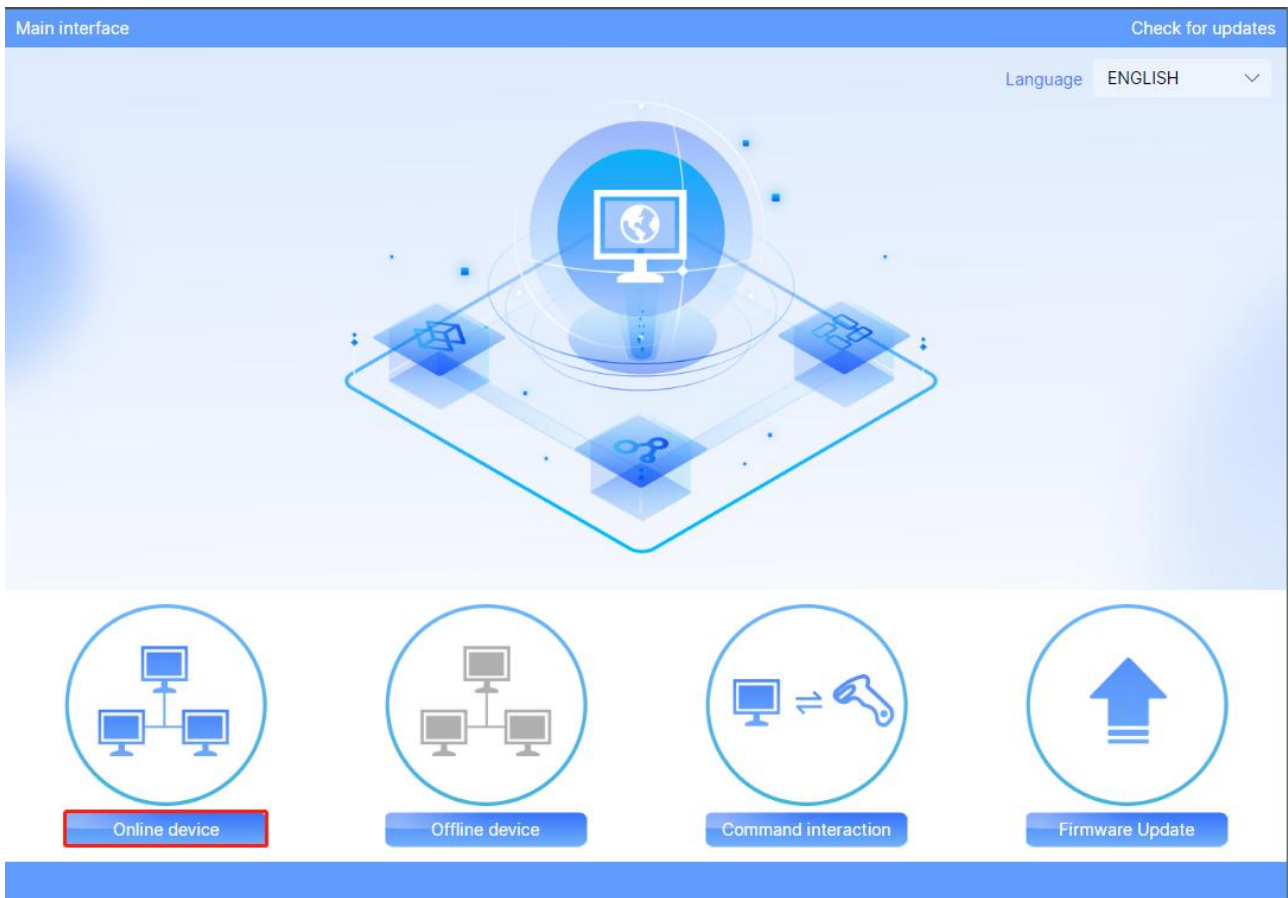 Main interface
Check for updates
Language ENGLISH
Online device
Offline device
Command interaction
Firmware Update